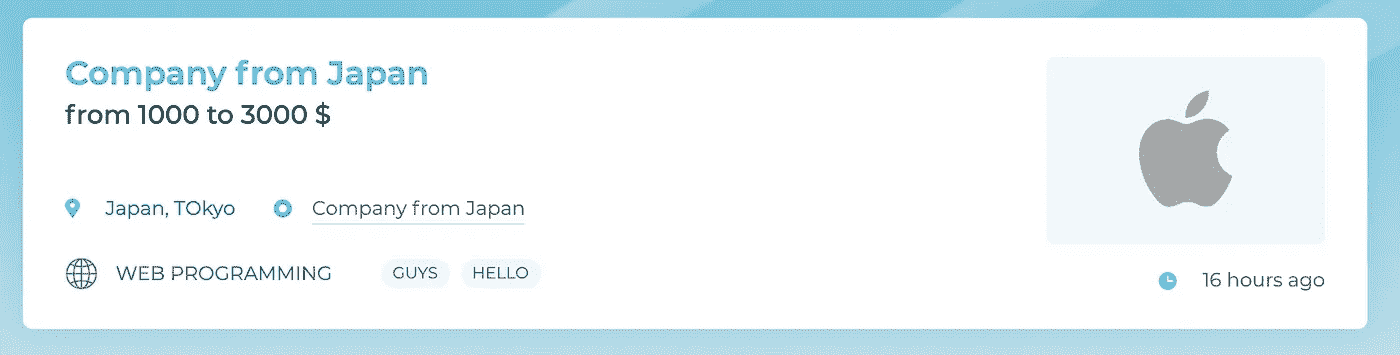 Company from Japan
from 1000 to 3000 $
Japan, TOkyo
Company from Japan
WEB PROGRAMMING
GUYS
HELLO
16 hours ago